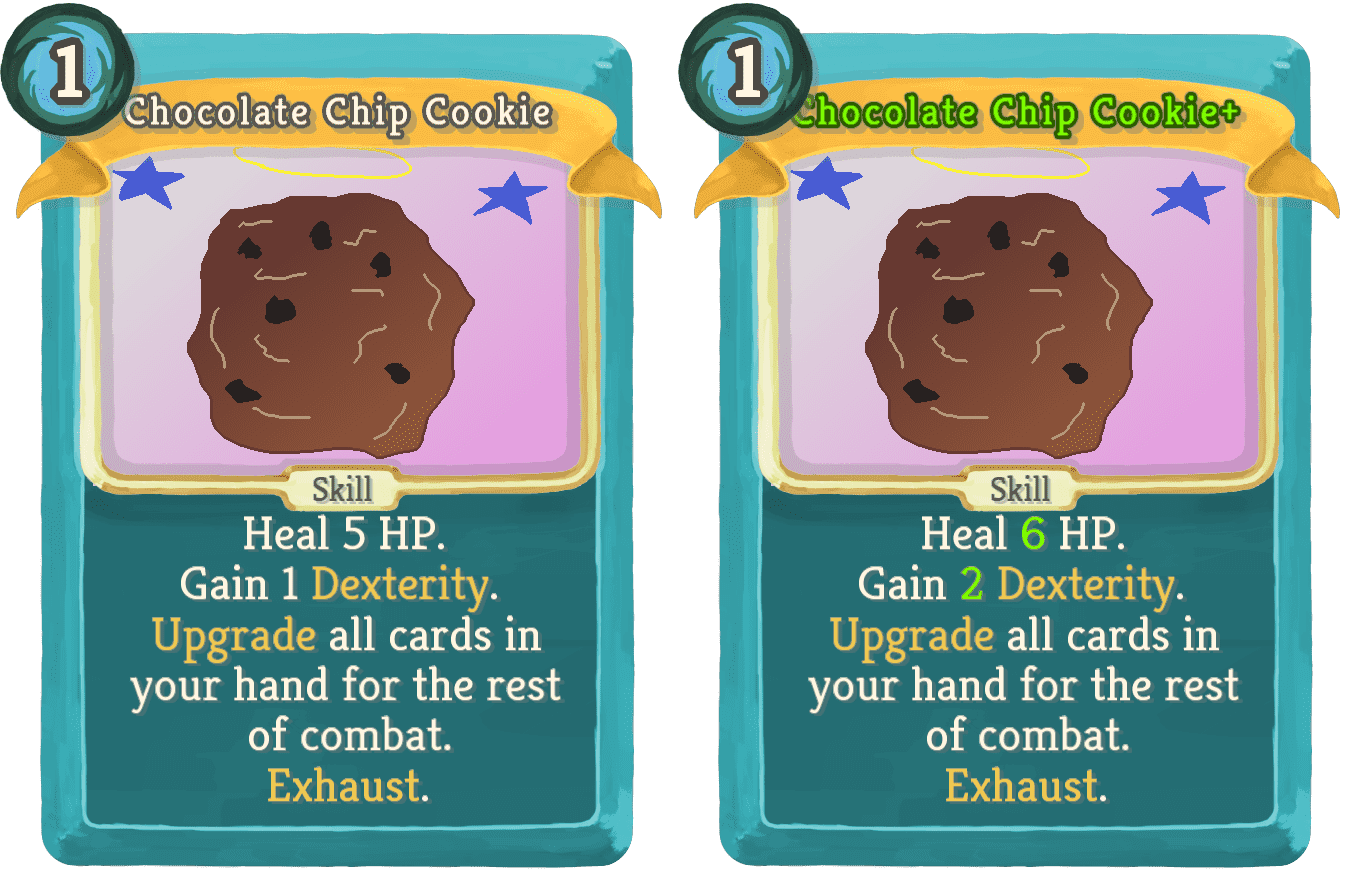 1
Chocolate Chip Cookie
Skill
Heal 5 HP.
Gain 1 Dexterity.
Upgrade all cards in
your hand for the rest
of combat.
Exhaust.
1
Chocolate Chip Cookie+
Skill
Heal 6 HP.
Gain 2 Dexterity.
Upgrade all cards in
your hand for the rest
of combat.
Exhaust.